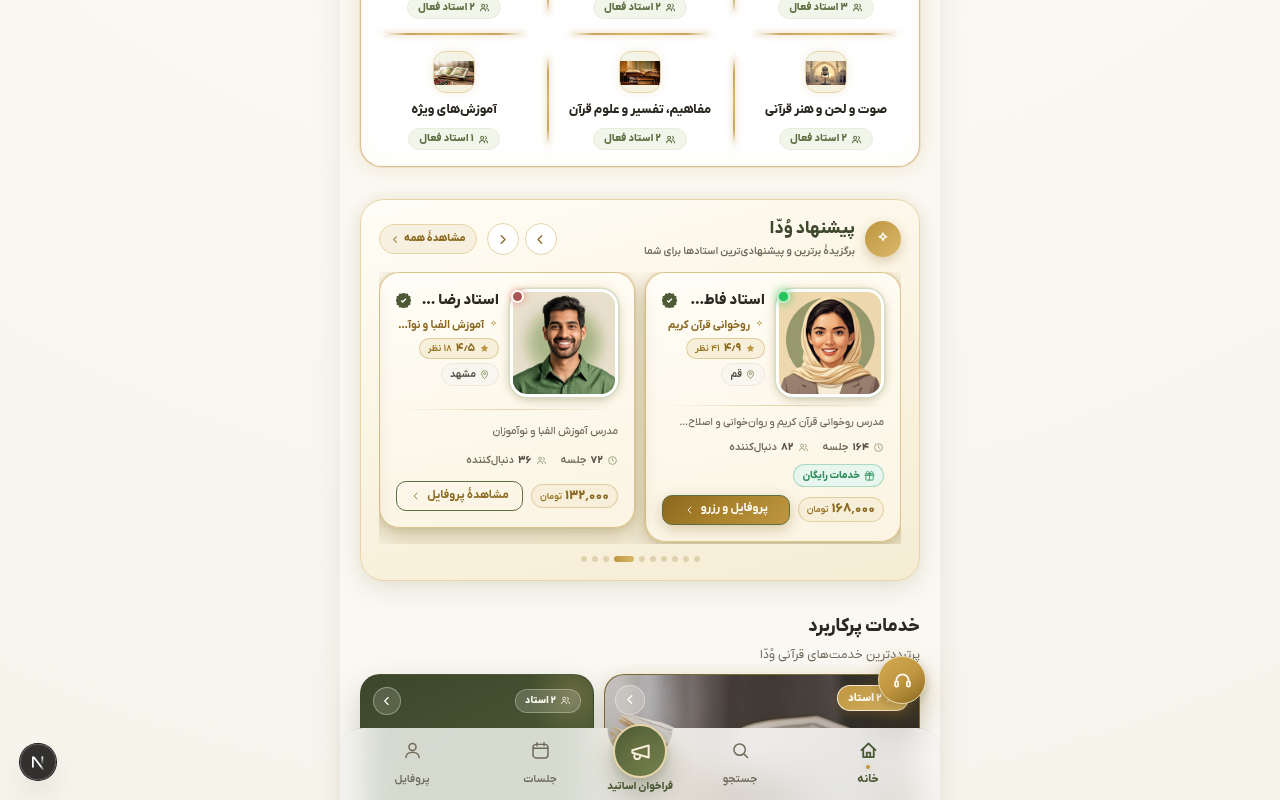 ۳ استاد فعال
۲ استاد فعال
۲ استاد فعال
صوت و لحن و هنر قرآنی
مفاهیم، تفسیر و علوم قرآن
آموزش‌های ویژه
۲ استاد فعال
۲ استاد فعال
۱ استاد فعال
پیشنهاد وُدّا
برگزیدهٔ برترین و پیشنهادی‌ترین استادها برای شما
مشاهدهٔ همه
استاد فاط...
روخوانی قرآن کریم
۴٫۹ ۴۱ نظر
قم
مدرس روخوانی قرآن کریم و روان‌خوانی و اصلاح...
۱۶۴ جلسه
۸۲ دنبال‌کننده
خدمات رایگان
۱۶۸٬۰۰۰ تومان
پروفایل و رزرو
استاد رضا ...
آموزش الفبا و نوآ...
۴٫۵ ۱۸ نظر
مشهد
مدرس آموزش الفبا و نوآموزان
۷۲ جلسه
۳۶ دنبال‌کننده
۱۳۲٬۰۰۰ تومان
مشاهدهٔ پروفایل
خدمات پرکاربرد
پرترددترین خدمت‌های قرآنی وُدّا
۲ استاد
۲ استاد
خانه
جستجو
فراخوان اساتید
جلسات
پروفایل
N